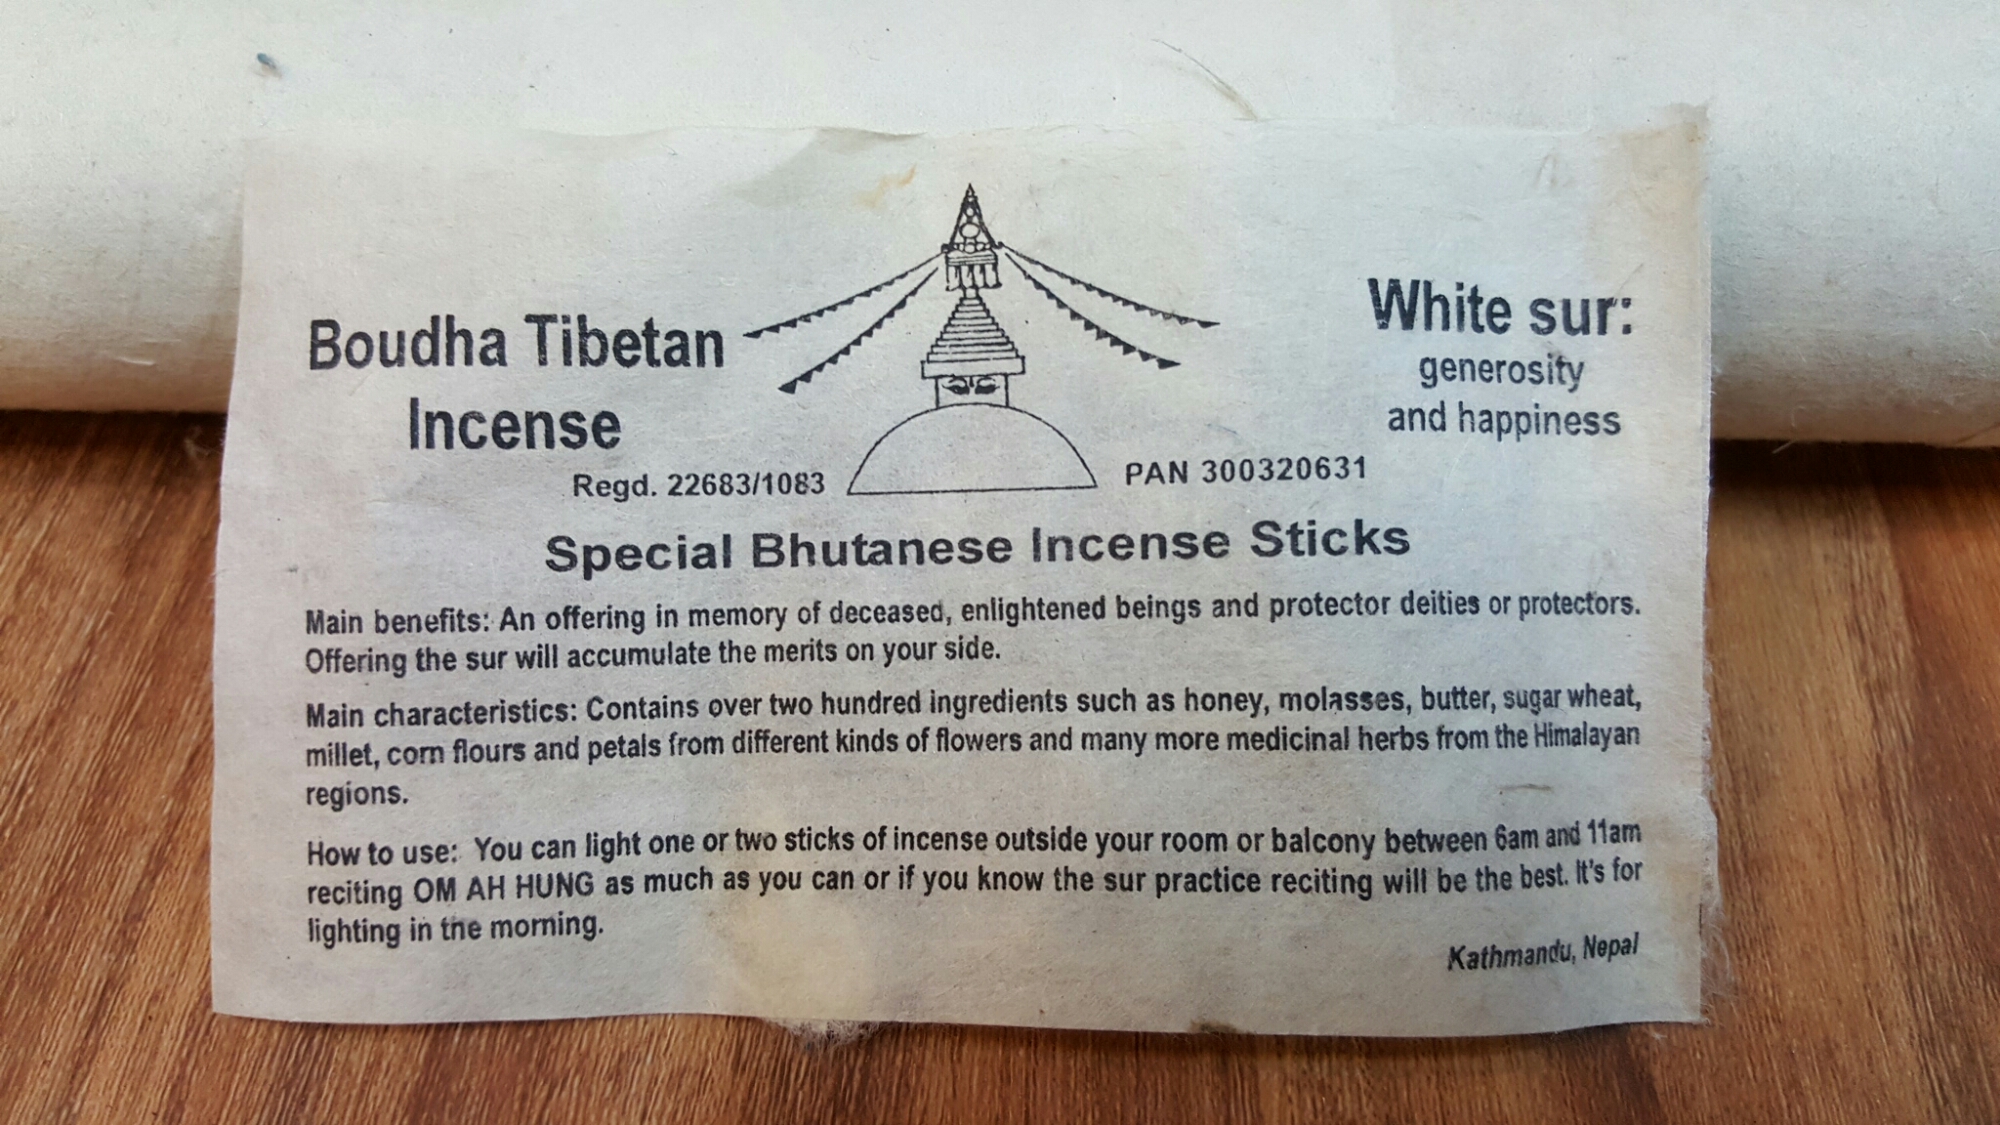 Boudha Tibetan
Incense
White sur:
generosity
and happiness
Regd. 22683/1083
PAN 300320631
Special Bhutanese Incense Sticks
Main benefits: An offering in memory of deceased, enlightened beings and protector deities or protectors.
Offering the sur will accumulate the merits on your side.
Main characteristics: Contains over two hundred ingredients such as honey, molasses, butter, sugar wheat,
millet, corn flours and petals from different kinds of flowers and many more medicinal herbs from the Himalayan
regions.
How to use: You can light one or two sticks of incense outside your room or balcony between 6am and 11am
reciting OM AH HUNG as much as you can or if you know the sur practice reciting will be the best. It's for
lighting in the morning.
Kathmandu, Nepal